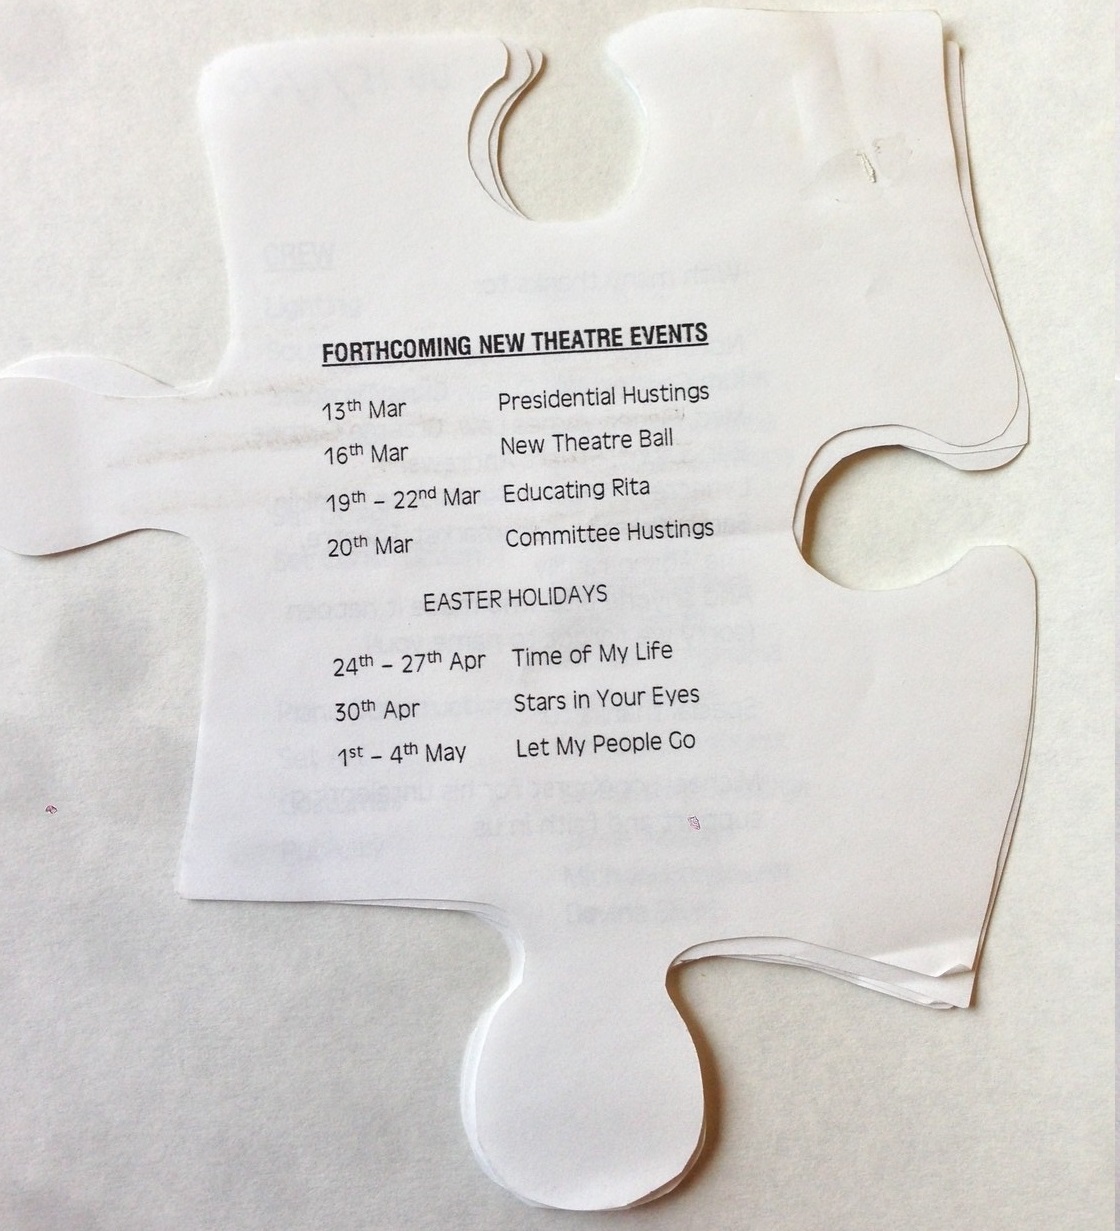 FORTHCOMING NEW THEATRE EVENTS
13th Mar Presidential Hustings
16th Mar New Theatre Ball
19th – 22nd Mar Educating Rita
20th Mar Committee Hustings
EASTER HOLIDAYS
24th – 27th Apr Time of My Life
30th Apr Stars in Your Eyes
1st – 4th May Let My People Go